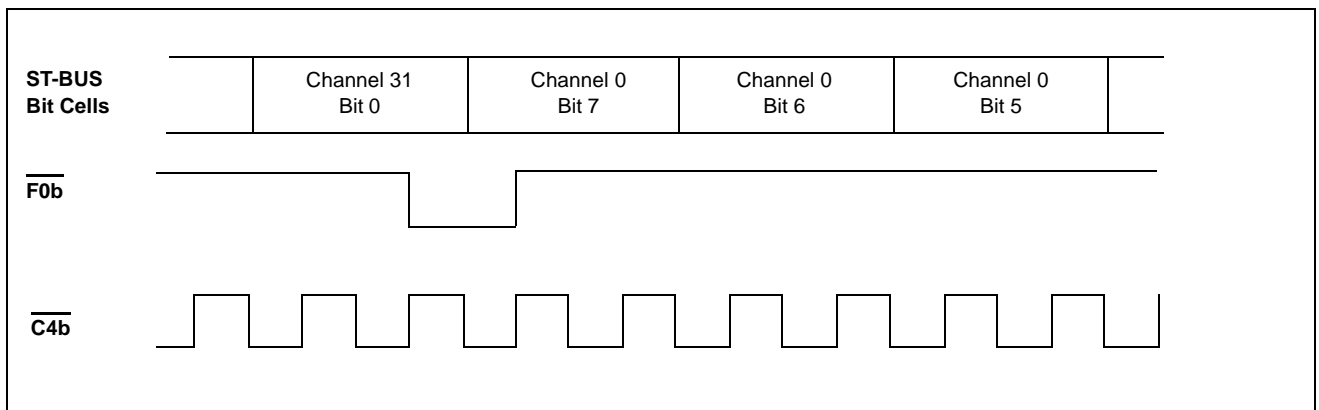 ST-BUS
Bit Cells
Channel 31
Bit 0
Channel 0
Bit 7
Channel 0
Bit 6
Channel 0
Bit 5
F0b
C4b